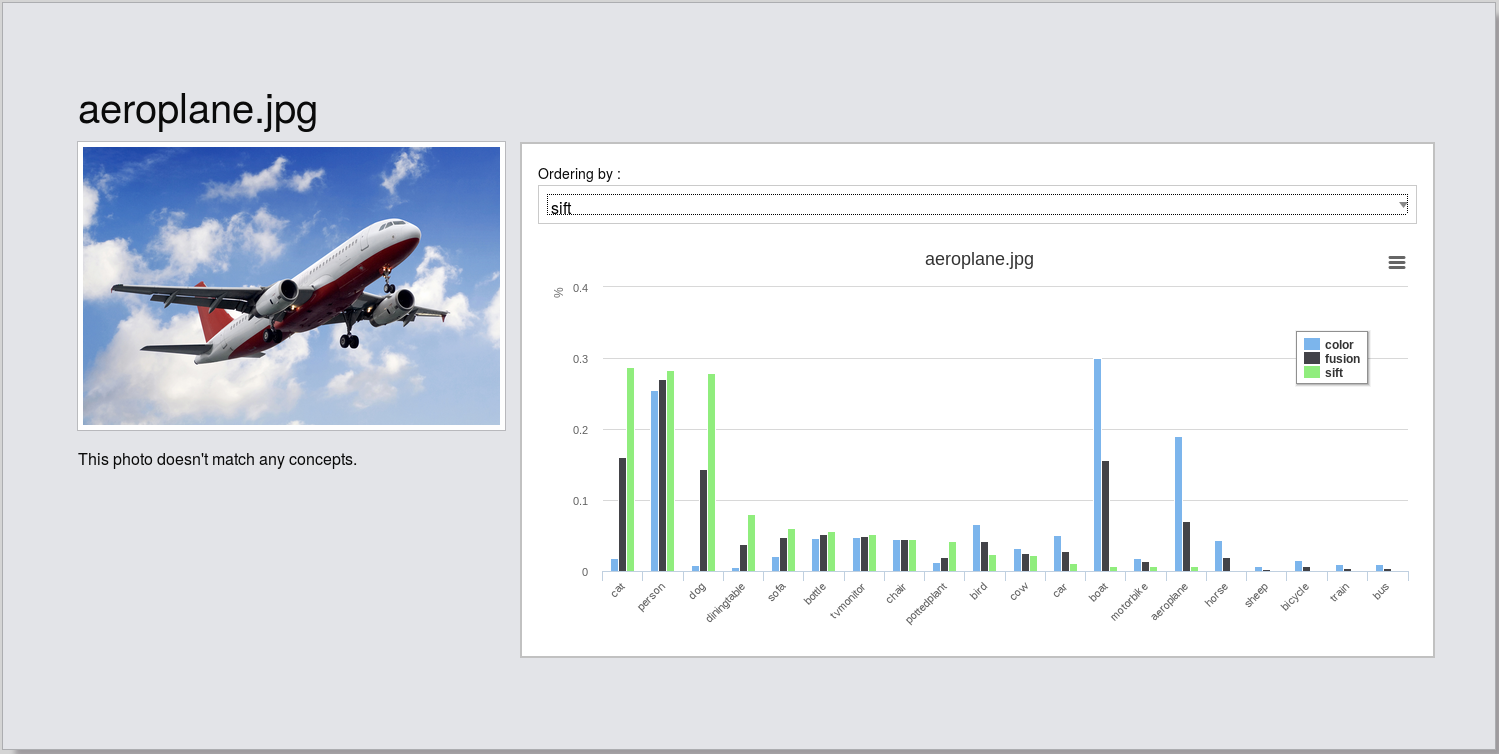 aeroplane.jpg
This photo doesn't match any concepts.
Ordering by :
sift
aeroplane.jpg
%
0.4
0.3
0.2
0.1
0
color
fusion
sift
cat
person
dog
diningtable
sofa
bottle
tvmonitor
chair
pottedplant
bird
cow
car
boat
motorbike
aeroplane
horse
sheep
bicycle
train
bus